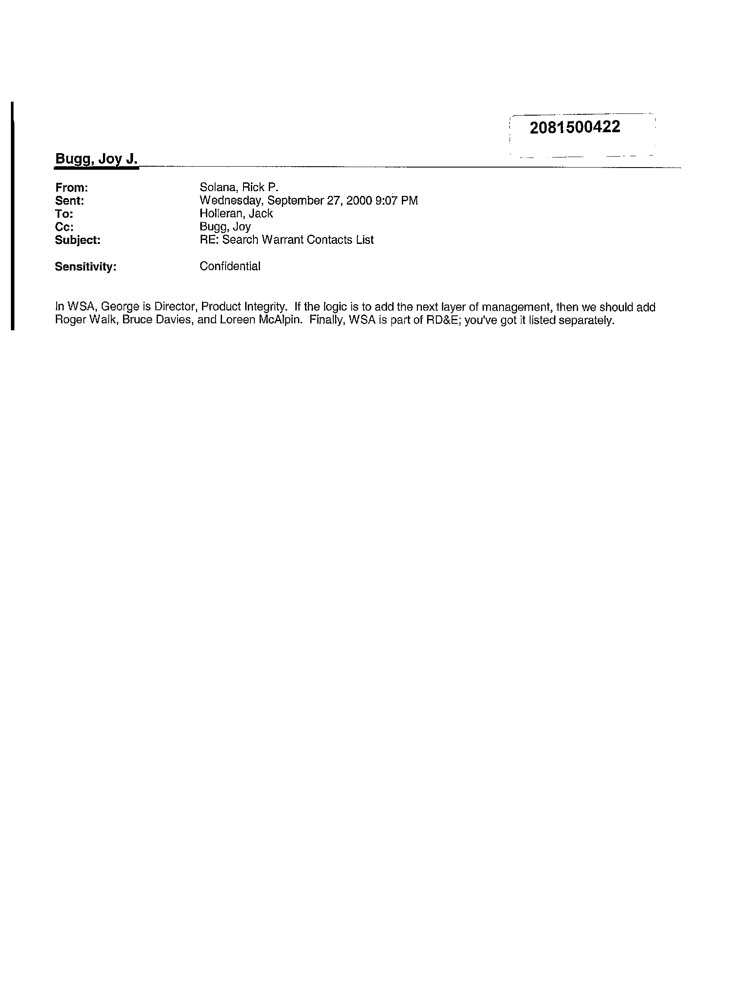 2081500422
Bugg, Joy J.
From: Solana, Rick P.
Sent: Wednesday, September 27, 2000 9:07 PM
To: Holleran, Jack
Cc: Bugg, Joy
Subject: RE: Search Warrant Contacts List
Sensitivity: Confidential
In WSA, George is Director, Product Integrity. If the logic is to add the next layer of management, then we should add
Roger Walk, Bruce Davies, and Loreen McAlpin. Finally, WSA is part of RD&E; you've got it listed separately.